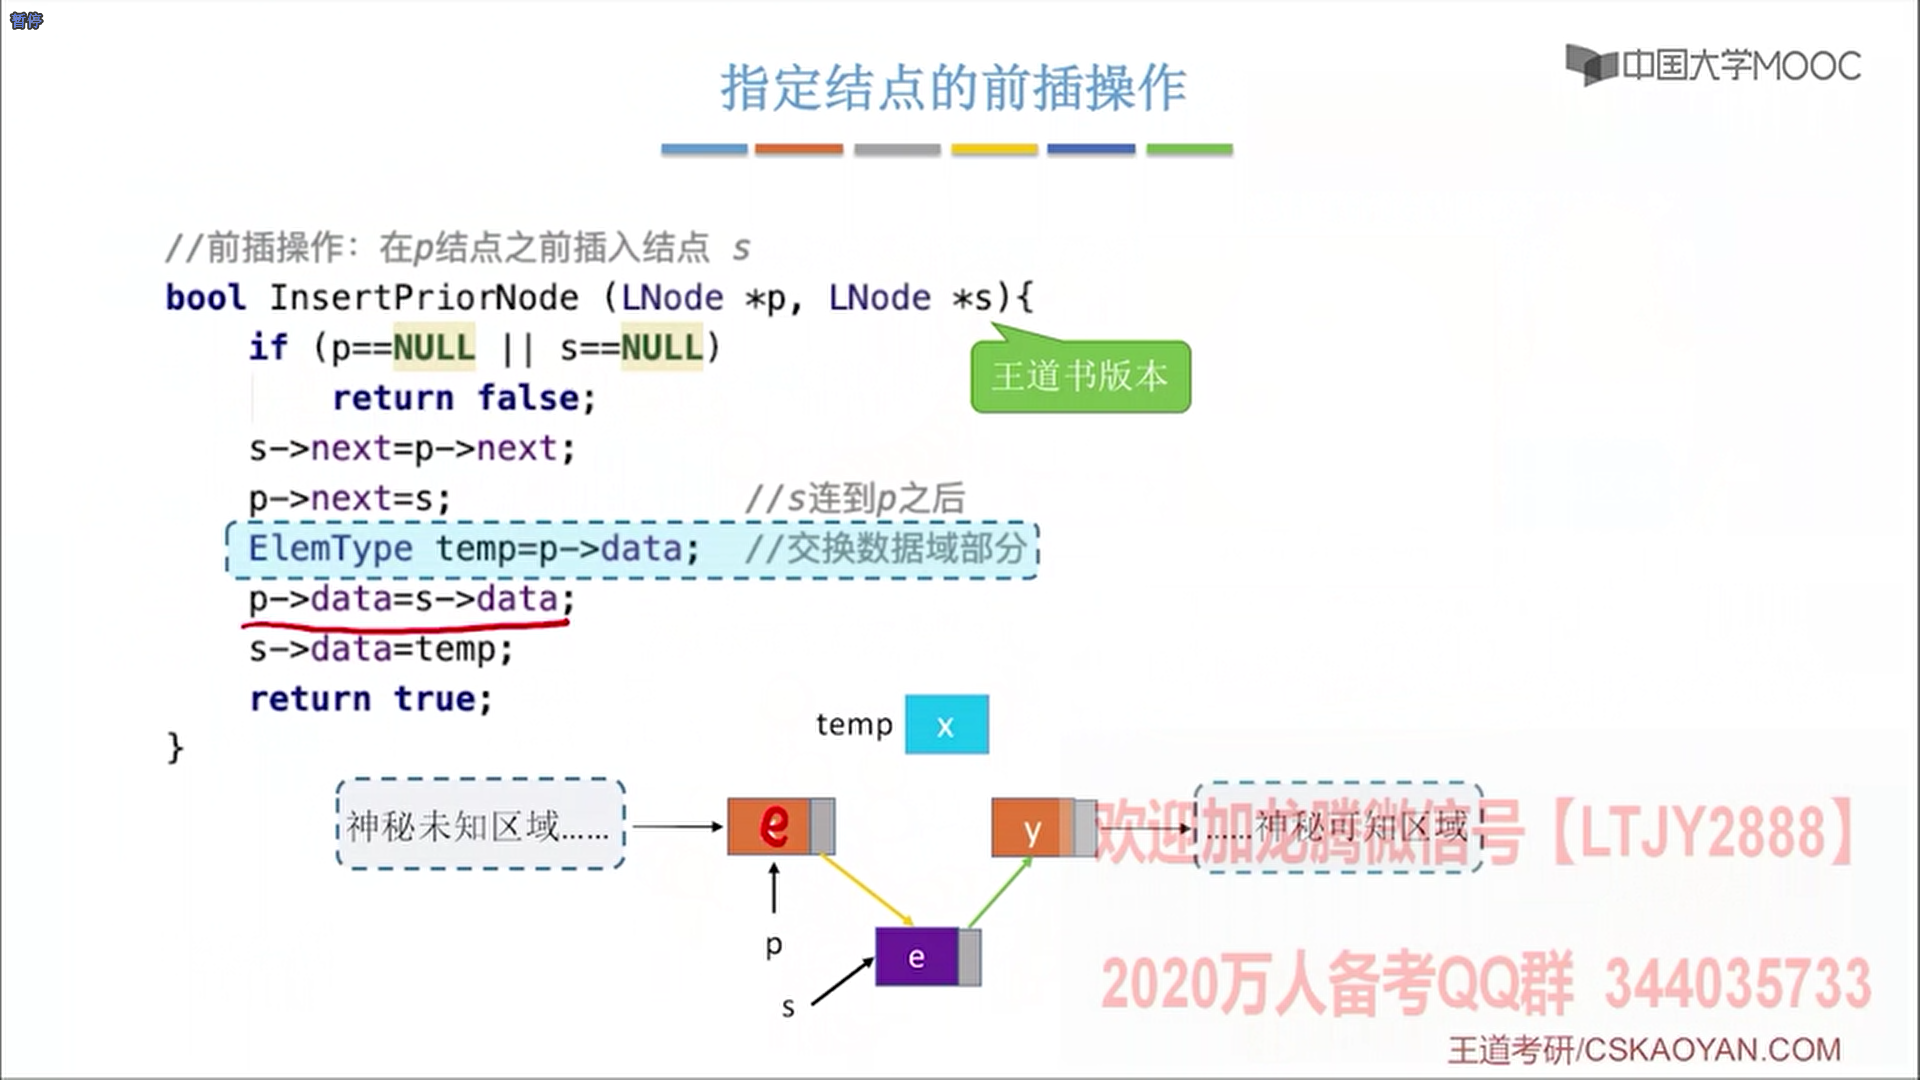 暂停
指定结点的前插操作
中国大学MOOC
//前插操作：在p结点之前插入结点 s
bool InsertPriorNode (LNode *p, LNode *s){
if (p==NULL || s==NULL)
return false;
王道书版本
s->next=p->next;
p->next=s; //s连到p之后
ElemType temp=p->data; //交换数据域部分
p->data=s->data;
s->data=temp;
return true;
}
temp x
神秘未知区域…… e y ……神秘可知区域
欢迎加龙腾微信号【LTJY2888】
p
e
s
2020万人备考QQ群 344035733
王道考研/CSKAOYAN.COM